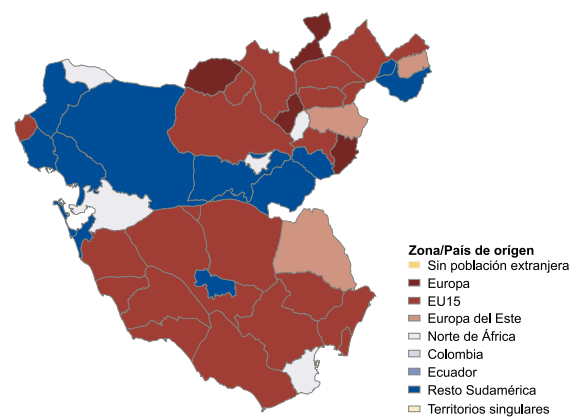 Zona/País de orígen
Sin población extranjera
Europa
EU15
Europa del Este
Norte de África
Colombia
Ecuador
Resto Sudamérica
Territorios singulares